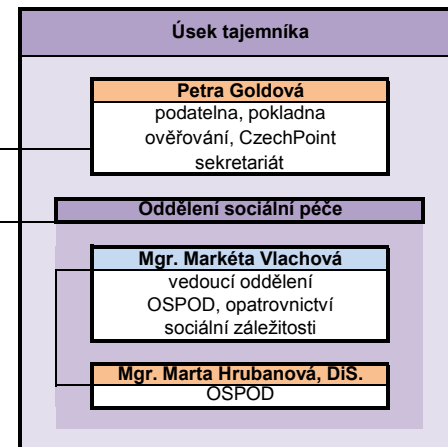 Úsek tajemníka
Petra Goldová
podatelna, pokladna
ověřování, CzechPoint
sekretariát
Oddělení sociální péče
Mgr. Markéta Vlachová
vedoucí oddělení
OSPOD, opatrovnictví
sociální záležitosti
Mgr. Marta Hrubanová, DiS.
OSPOD